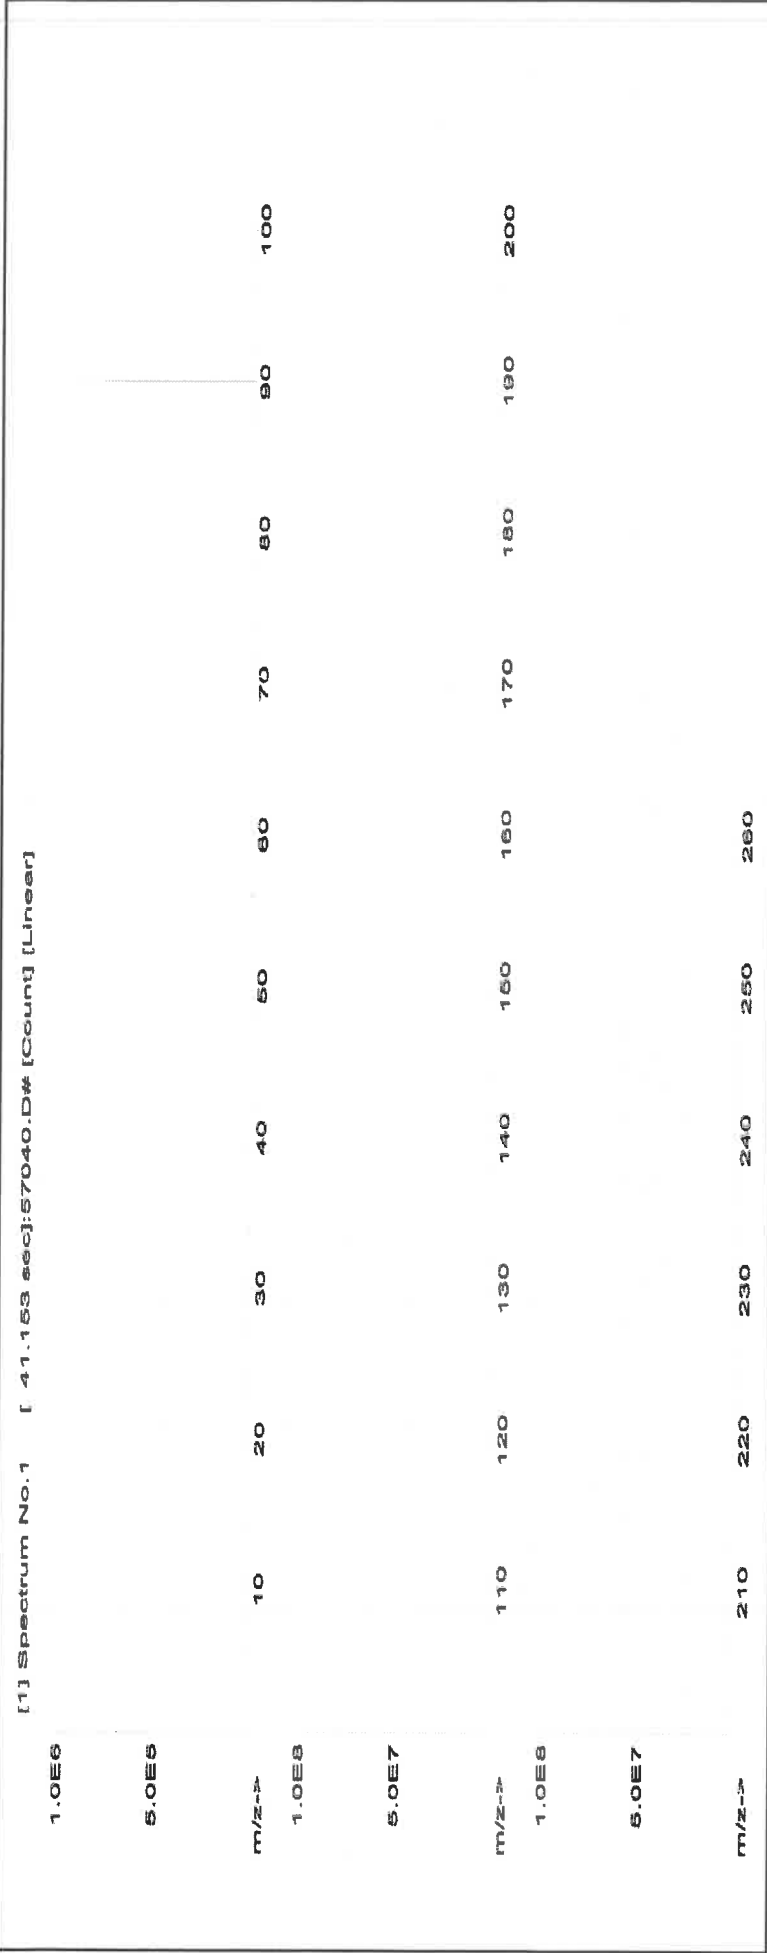 [1] Spectrum No.1 [ 41.153 sec]:57040.D# [Count] [Linear]
1.0E6
5.0E5
m/z-> 10 20 30 40 50 60 70 80 90 100
1.0E8
5.0E7
m/z-> 110 120 130 140 150 160 170 180 190 200
1.0E8
5.0E7
m/z-> 210 220 230 240 250 260